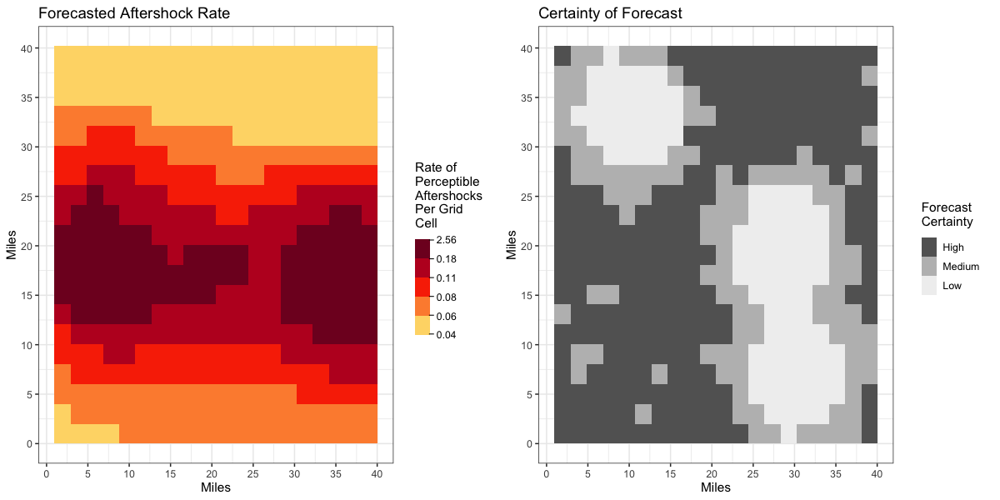 Forecasted Aftershock Rate
40
35
30
25
20
15
10
5
0
Miles
0 5 10 15 20 25 30 35 40
Miles
Rate of
Perceptible
Aftershocks
Per Grid
Cell
2.56
0.18
0.11
0.08
0.06
0.04
Certainty of Forecast
40
35
30
25
20
15
10
5
0
Miles
0 5 10 15 20 25 30 35 40
Miles
Forecast
Certainty
High
Medium
Low